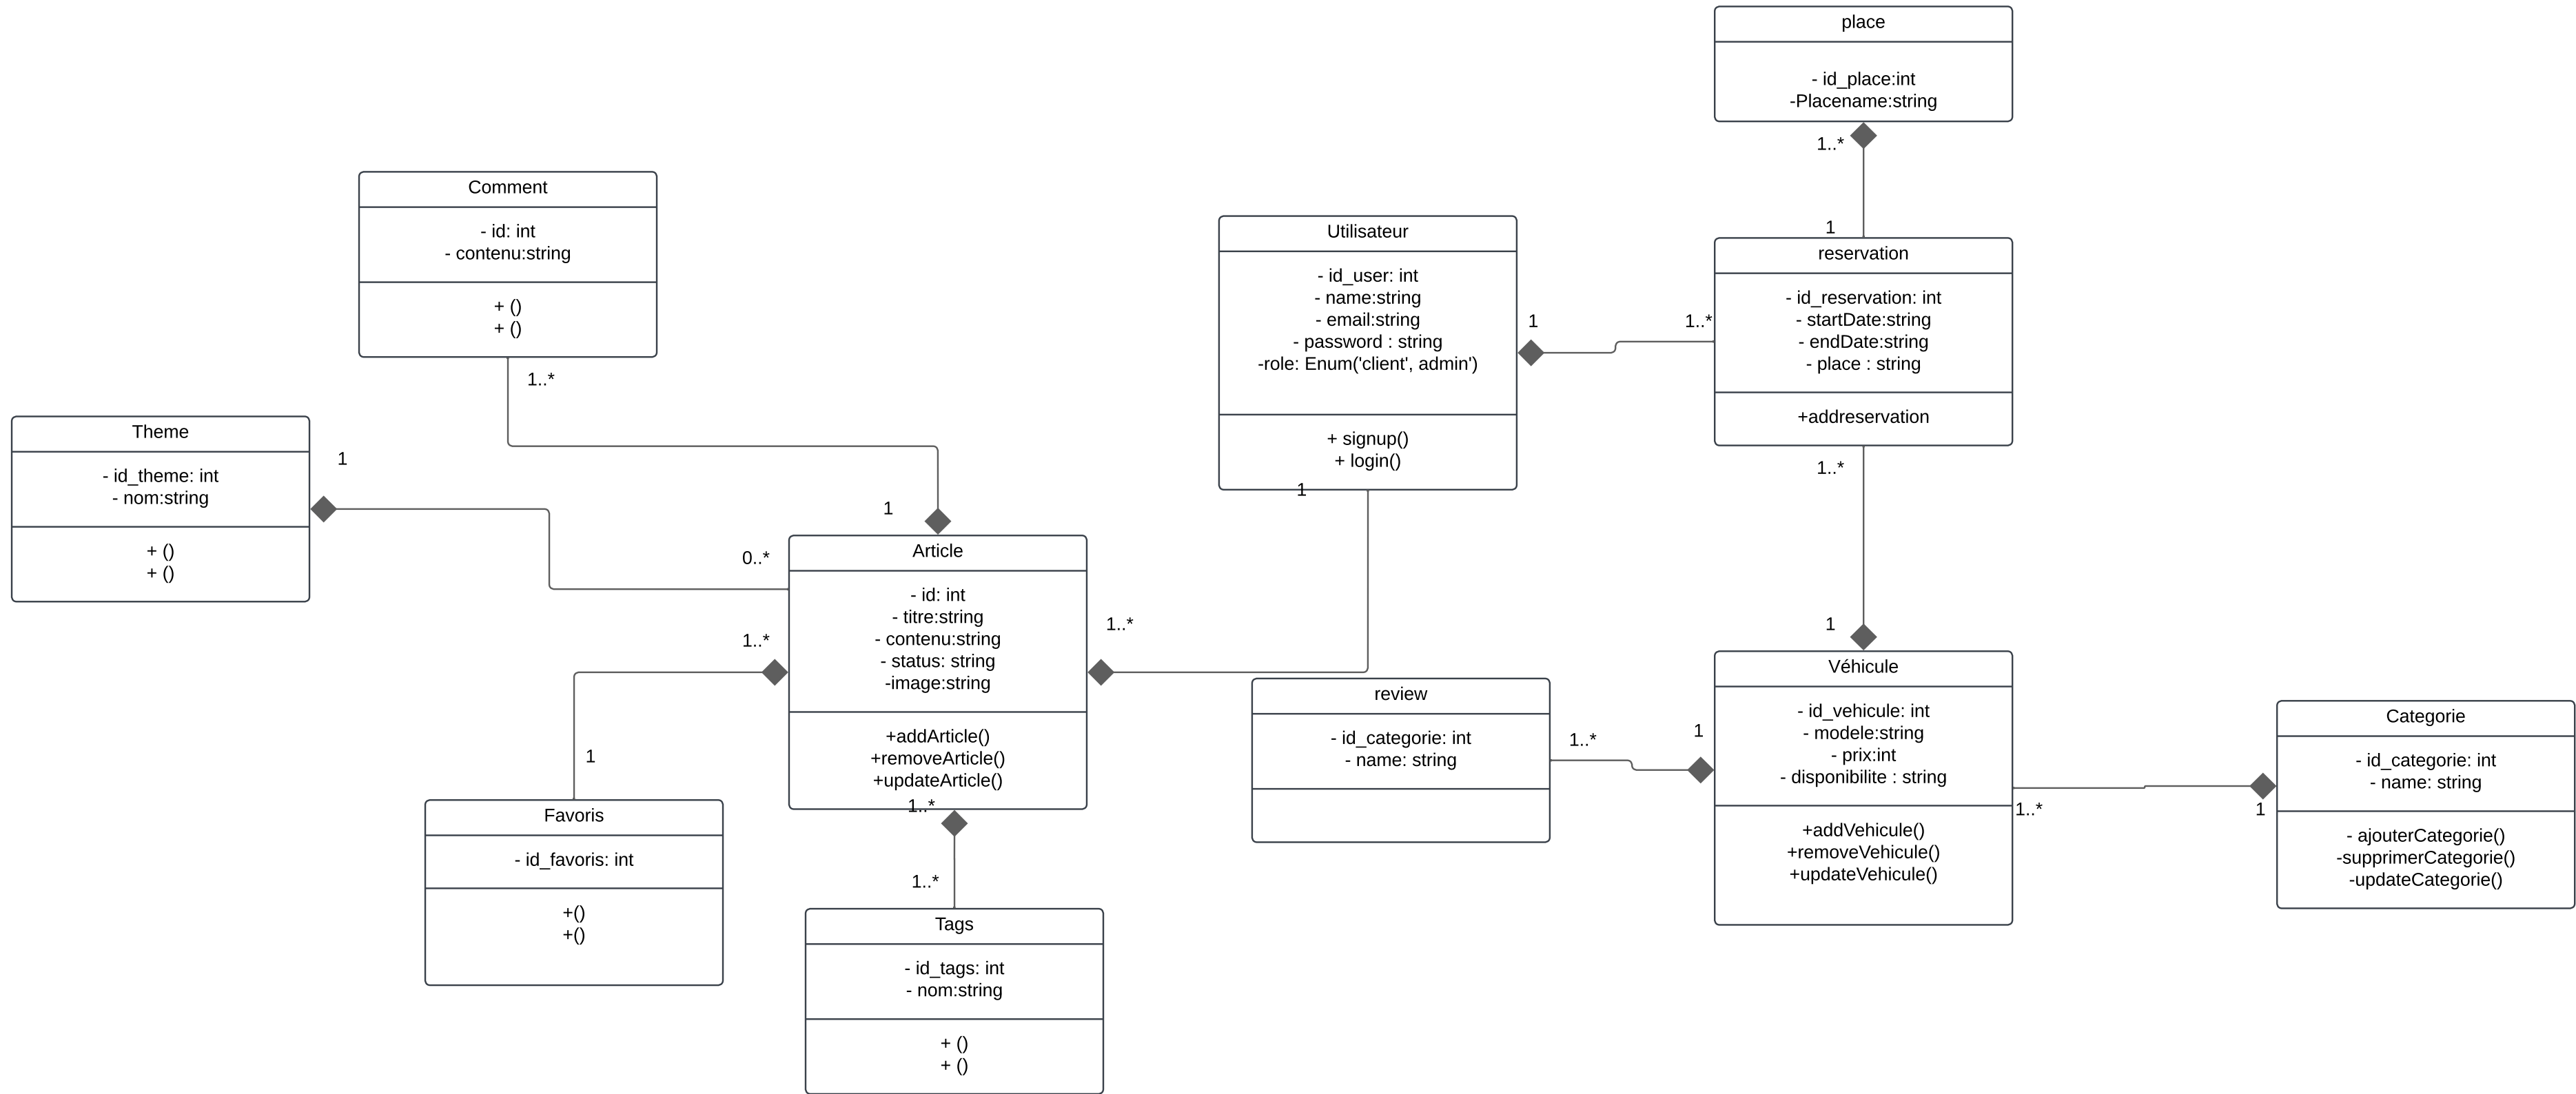 place
- id_place:int
-Placename:string
1..*
1
Comment
- id: int
- contenu:string
+ ()
+ ()
1..*
Utilisateur
- id_user: int
- name:string
- email:string
- password : string
-role: Enum('client', admin')
+ signup()
+ login()
1
1
1..*
reservation
- id_reservation: int
- startDate:string
- endDate:string
- place : string
+addreservation
1..*
1
Theme
- id_theme: int
- nom:string
+ ()
+ ()
1
0..*
1
Article
- id: int
- titre:string
- contenu:string
- status: string
-image:string
+addArticle()
+removeArticle()
+updateArticle()
1..*
1..*
1..*
1
Favoris
- id_favoris: int
+()
+()
1..*
Tags
- id_tags: int
- nom:string
+ ()
+ ()
review
- id_categorie: int
- name: string
1..*
1
Véhicule
- id_vehicule: int
- modele:string
- prix:int
- disponibilite : string
+addVehicule()
+removeVehicule()
+updateVehicule()
1..*
1
Categorie
- id_categorie: int
- name: string
- ajouterCategorie()
-supprimerCategorie()
-updateCategorie()